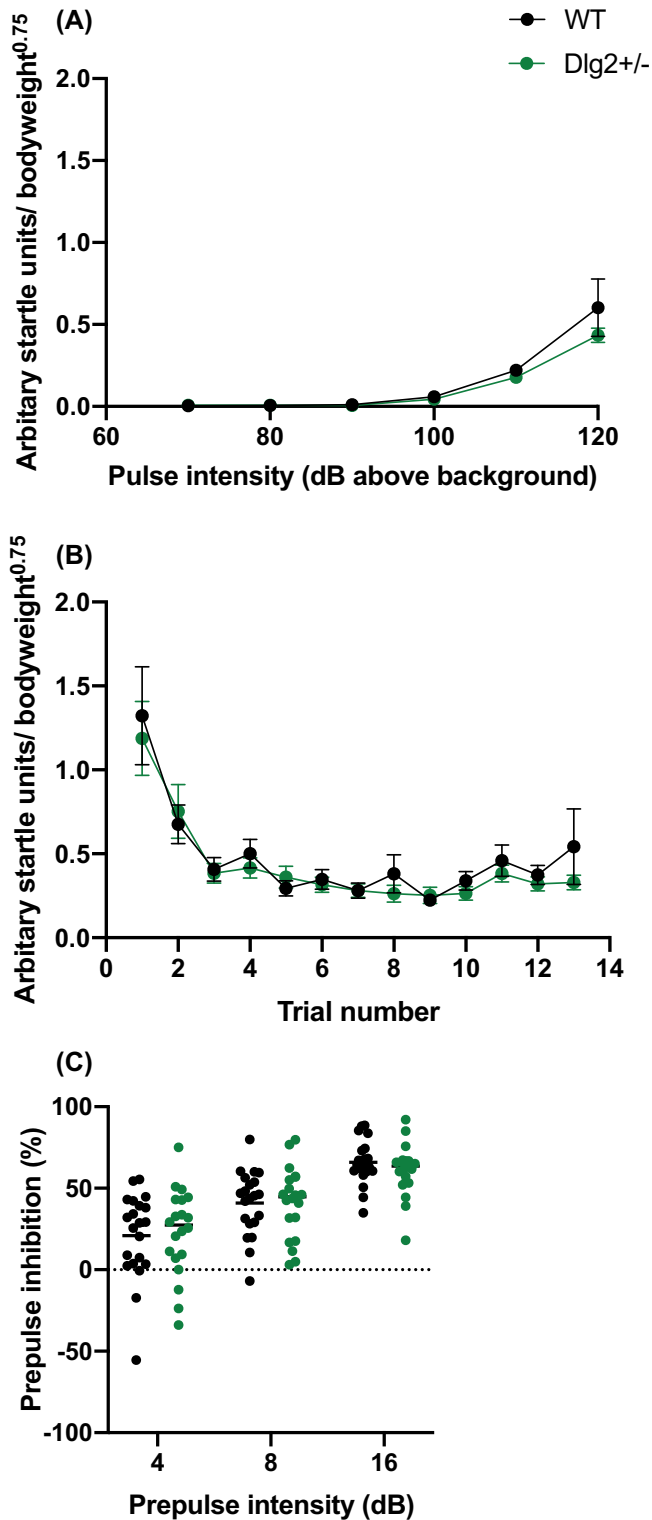 (A)
WT
Dlg2+/-
Arbitary startle units/ bodyweight0.75
2.0
1.5
1.0
0.5
0.0
60 80 100 120
Pulse intensity (dB above background)
(B)
Arbitary startle units/ bodyweight0.75
2.0
1.5
1.0
0.5
0.0
0 2 4 6 8 10 12 14
Trial number
(C)
Prepulse inhibition (%)
100
50
0
-50
-100
4 8 16
Prepulse intensity (dB)